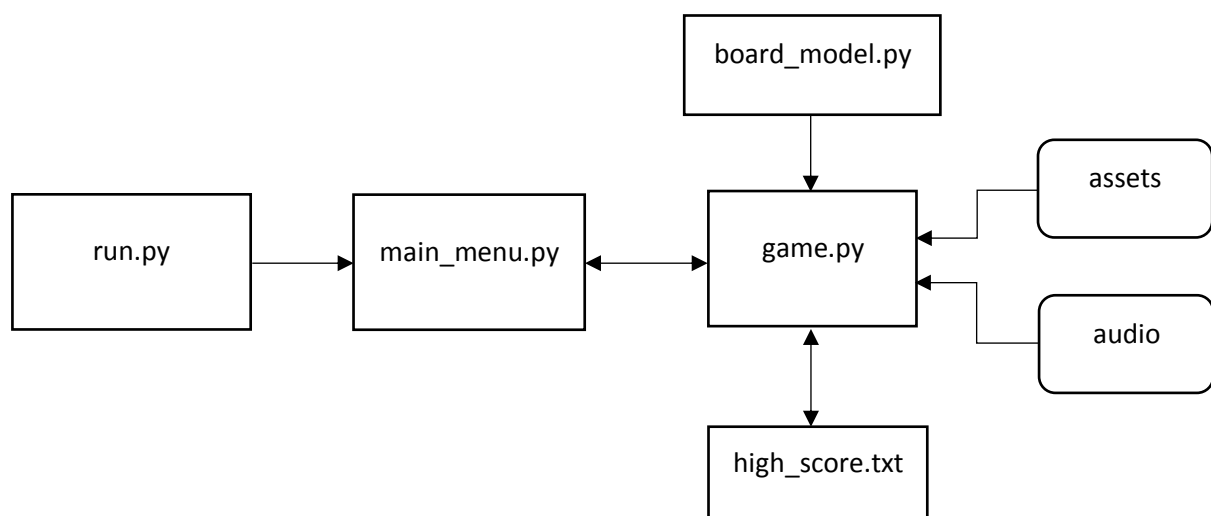 board_model.py
assets
run.py
main_menu.py
game.py
audio
high_score.txt